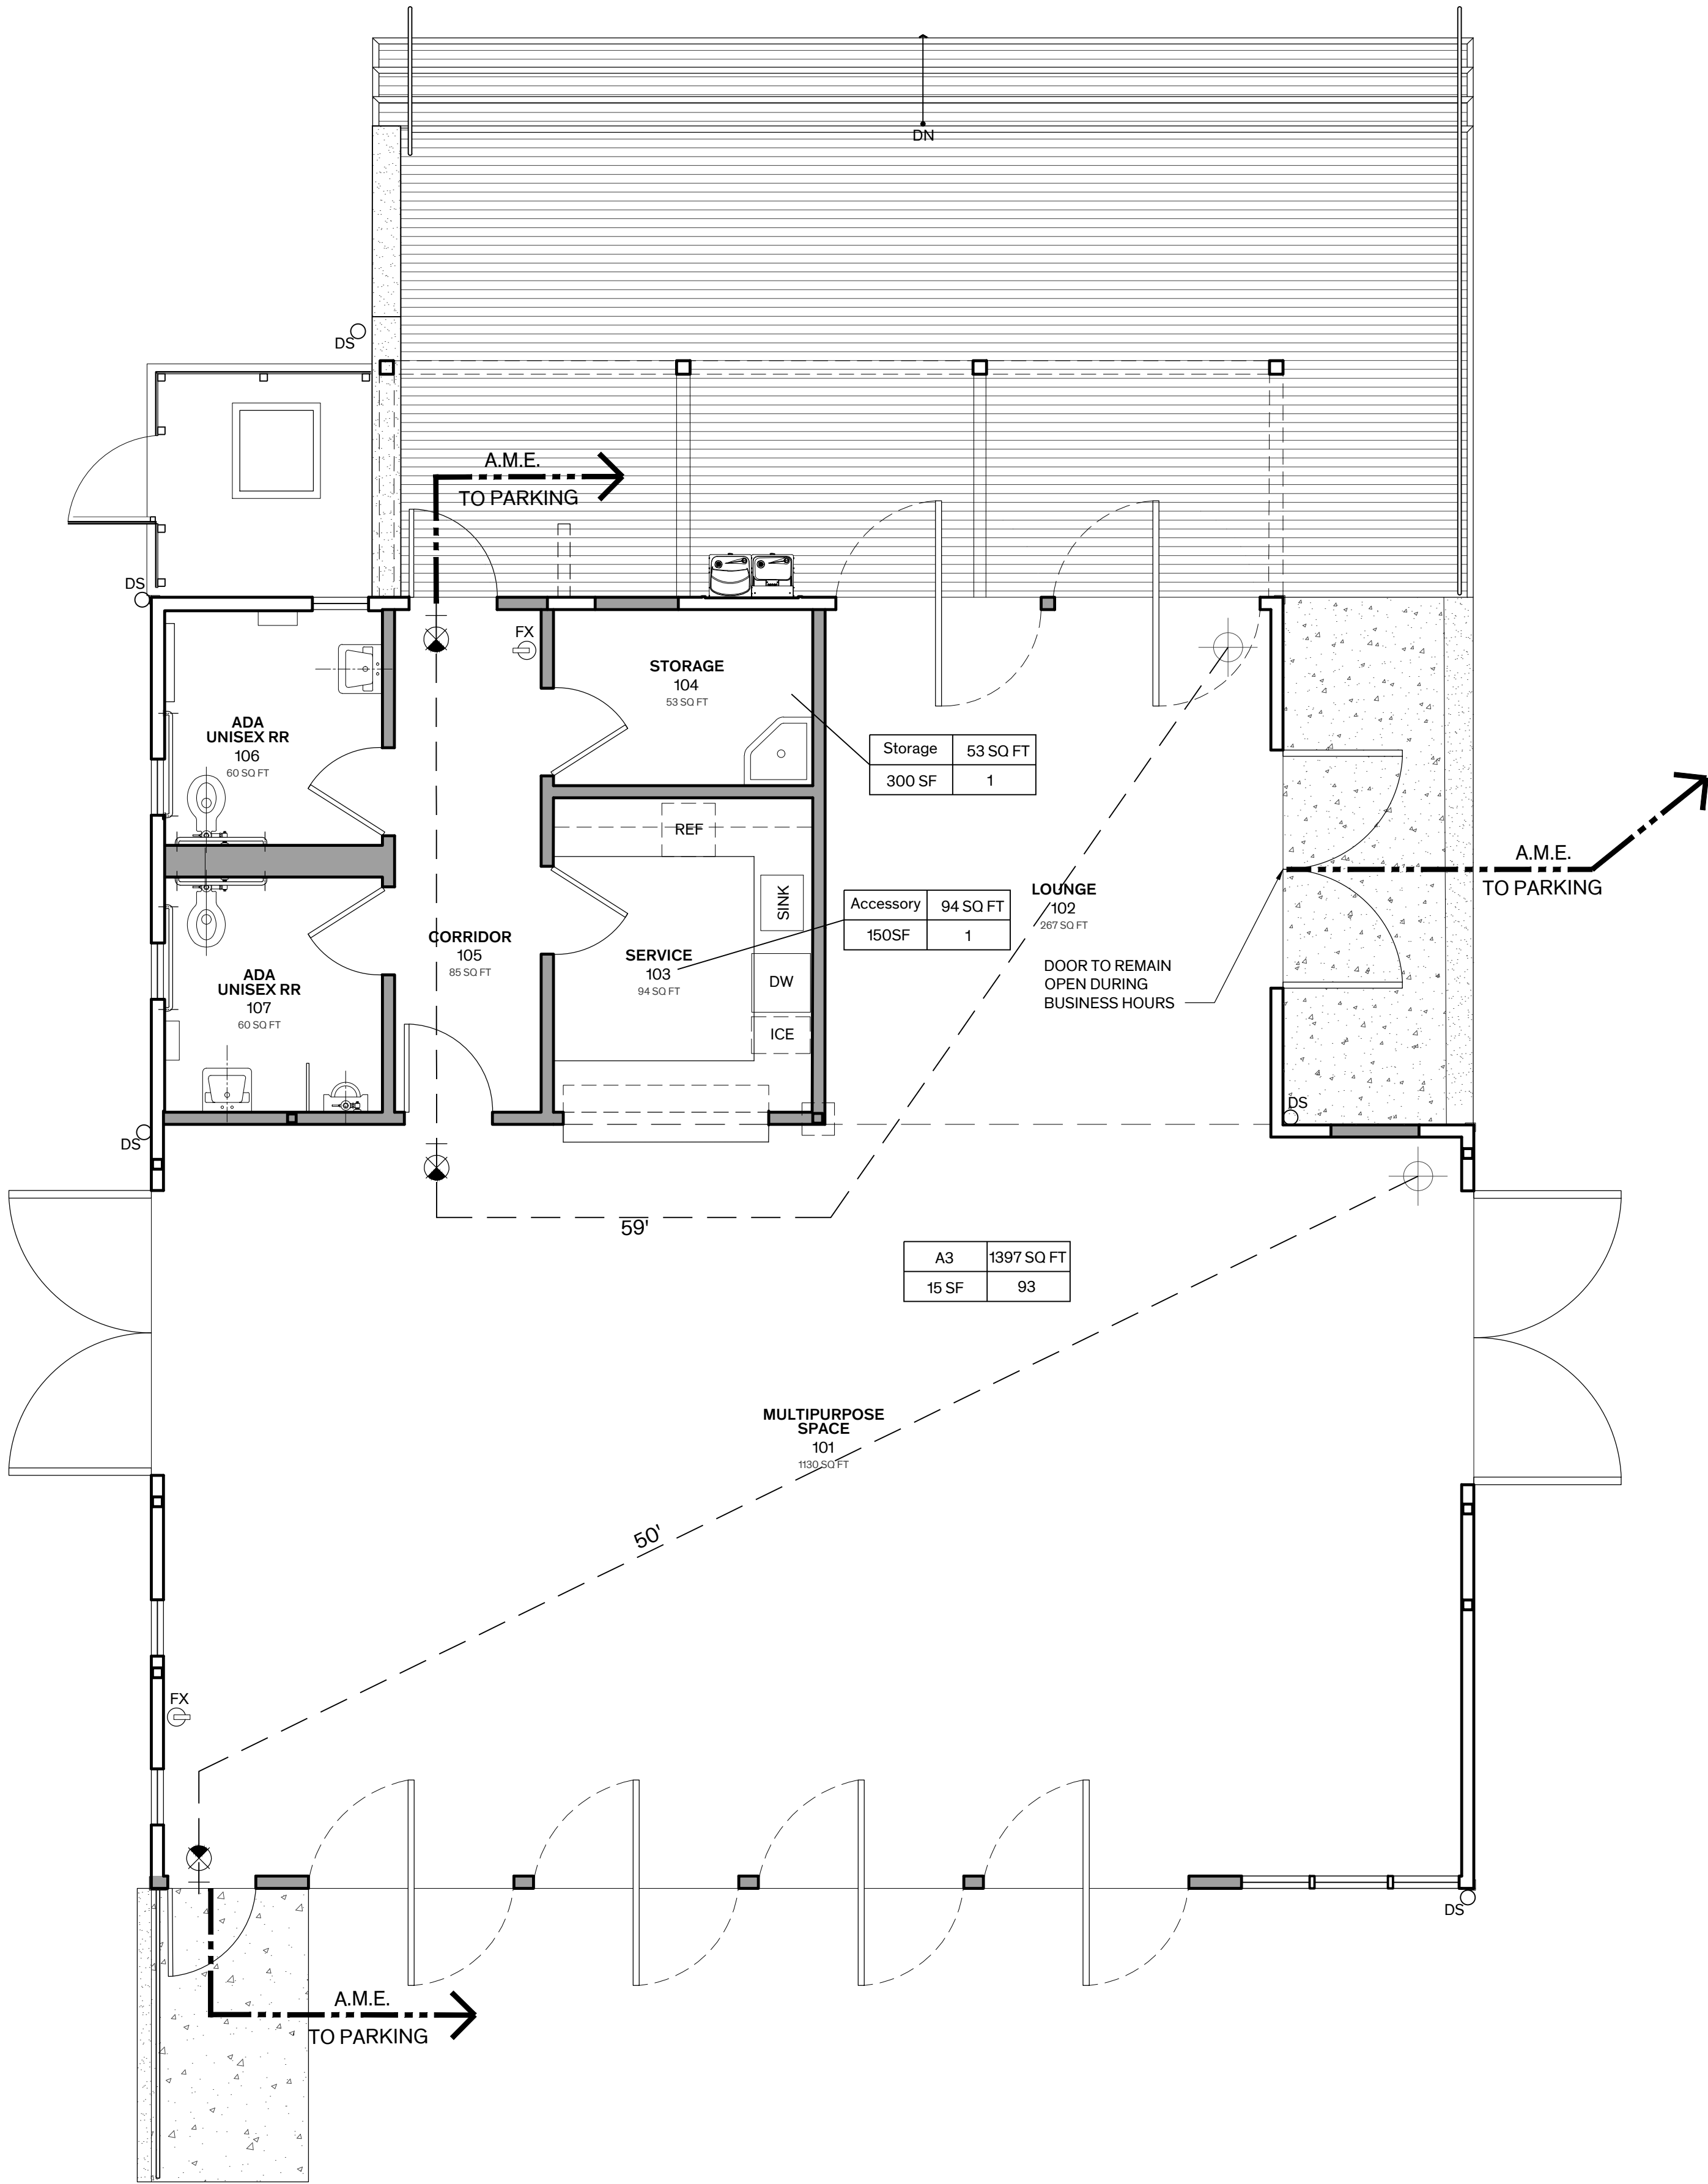 DN
DS
A.M.E.
TO PARKING
DS
FX
STORAGE
104
53 SQ FT
ADA
UNISEX RR
106
60 SQ FT
Storage 53 SQ FT
300 SF 1
REF
SINK
A.M.E.
TO PARKING
LOUNGE
102
267 SQ FT
Accessory 94 SQ FT
150SF 1
CORRIDOR
105
85 SQ FT
SERVICE
103
94 SQ FT
DW
ICE
DOOR TO REMAIN
OPEN DURING
BUSINESS HOURS
ADA
UNISEX RR
107
60 SQ FT
DS
DS
59'
A3 1397 SQ FT
15 SF 93
MULTIPURPOSE
SPACE
101
1130 SQ FT
50'
FX
DS
A.M.E.
TO PARKING